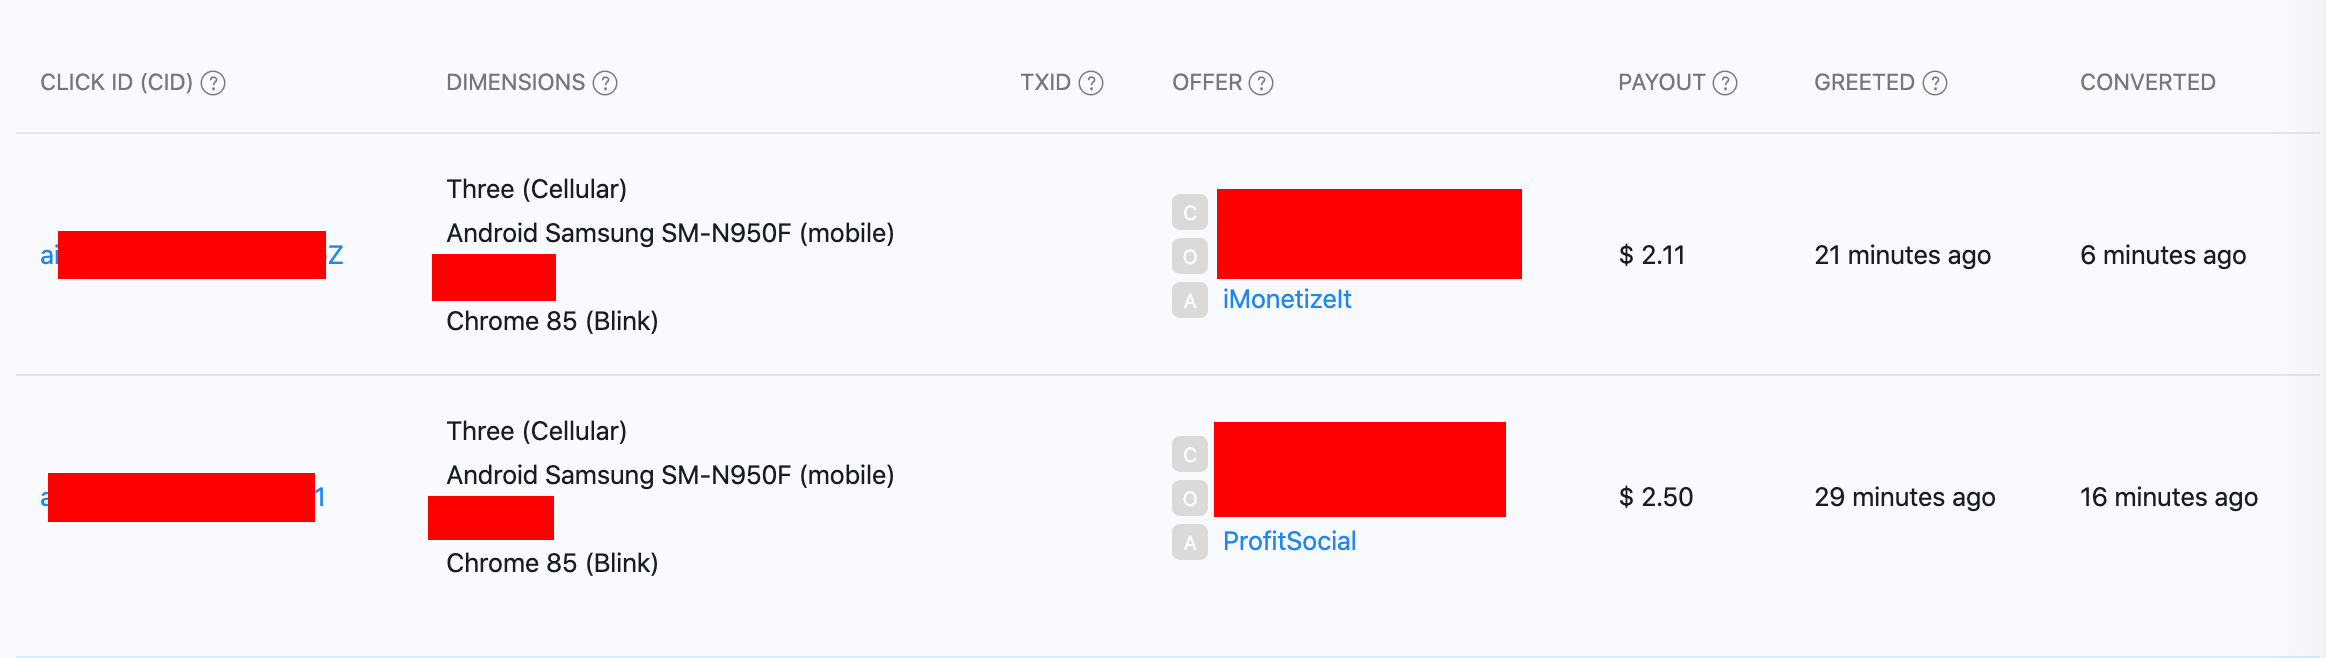 CLICK ID (CID) ? DIMENSIONS ? TXID ? OFFER ? PAYOUT ? GREETED ? CONVERTED
Three (Cellular)
C
Android Samsung SM-N950F (mobile)
ai Z O $ 2.11 21 minutes ago 6 minutes ago
A iMonetizeIt
Chrome 85 (Blink)
Three (Cellular)
C
Android Samsung SM-N950F (mobile)
a 1 O $ 2.50 29 minutes ago 16 minutes ago
A ProfitSocial
Chrome 85 (Blink)